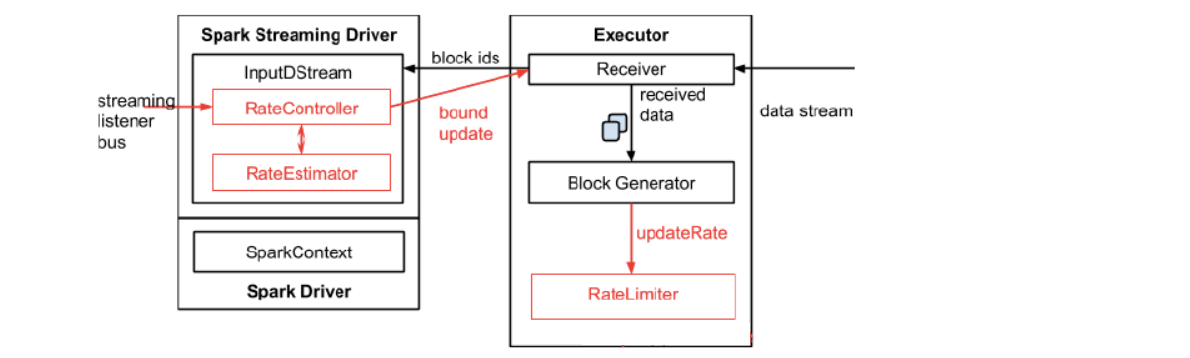 Spark Streaming Driver
InputDStream
RateController
RateEstimator
SparkContext
Spark Driver
streaming
listener
bus
block ids
bound
update
Executor
Receiver
received
data
Block Generator
updateRate
RateLimiter
data stream